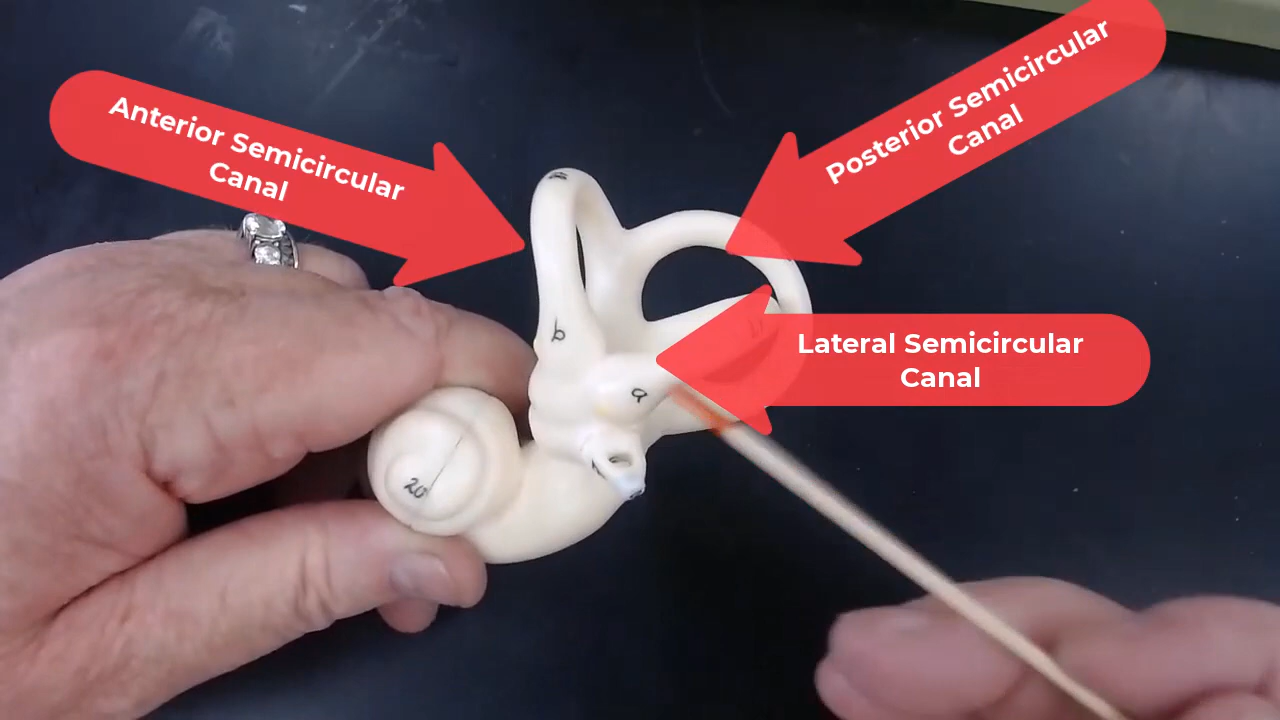 Anterior Semicircular
Canal
Posterior Semicircular
Canal
Lateral Semicircular
Canal
b
a
20